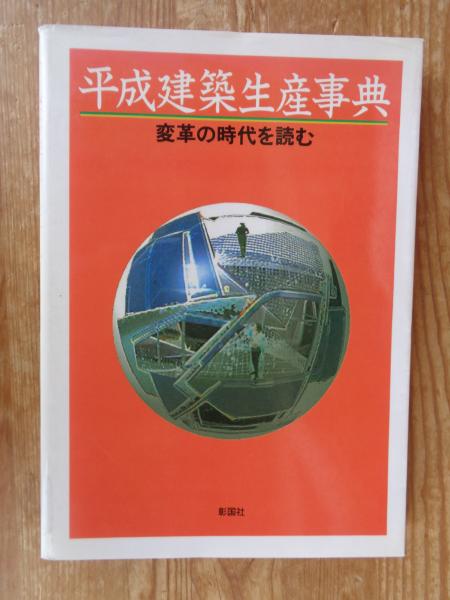 平成建築生産事典
変革の時代を読む
彰国社